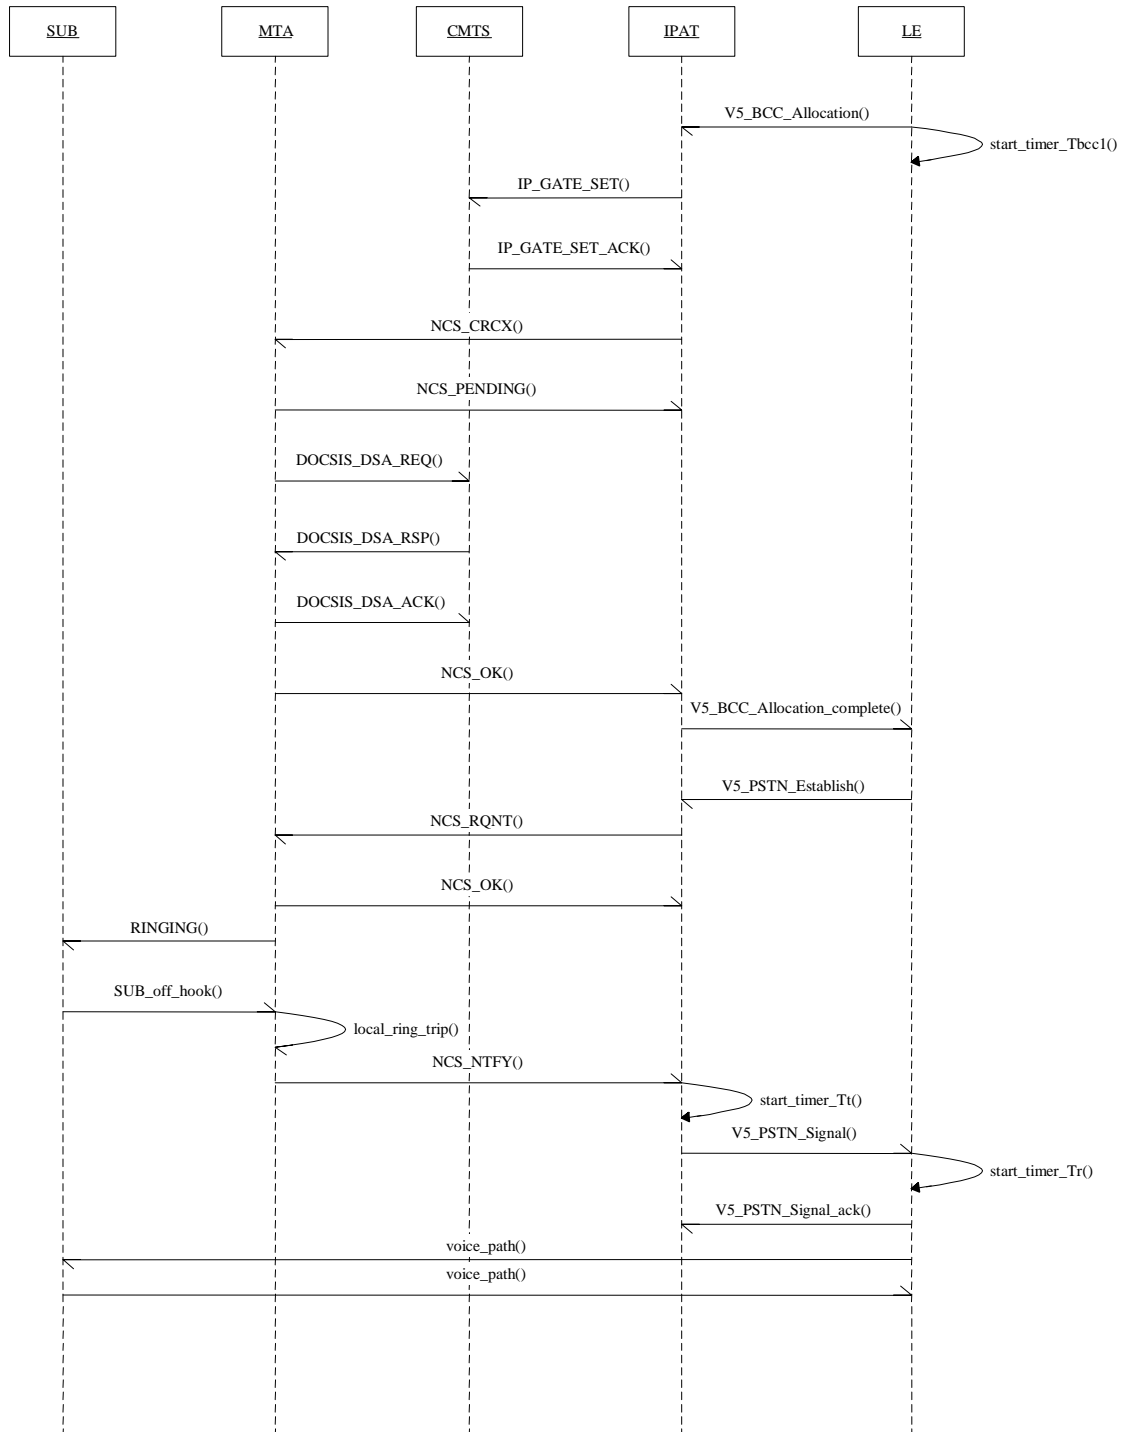 SUB
MTA
CMTS
IPAT
LE
V5_BCC_Allocation()
start_timer_Tbcc1()
IP_GATE_SET()
IP_GATE_SET_ACK()
NCS_CRCX()
NCS_PENDING()
DOCSIS_DSA_REQ()
DOCSIS_DSA_RSP()
DOCSIS_DSA_ACK()
NCS_OK()
V5_BCC_Allocation_complete()
V5_PSTN_Establish()
NCS_RQNT()
NCS_OK()
RINGING()
SUB_off_hook()
local_ring_trip()
NCS_NTFY()
start_timer_Tt()
V5_PSTN_Signal()
start_timer_Tr()
V5_PSTN_Signal_ack()
voice_path()
voice_path()